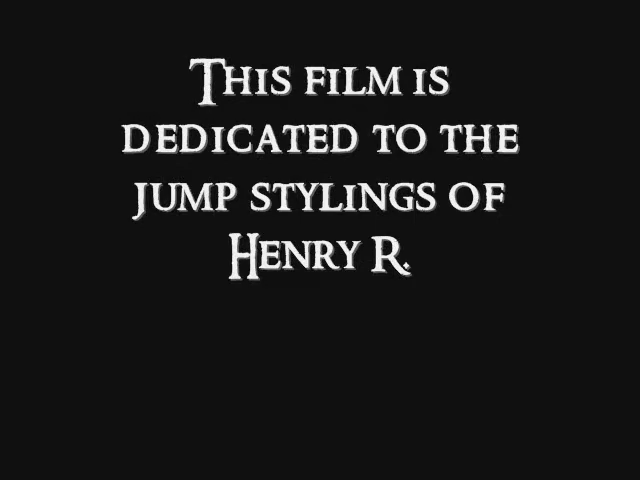 This film is
dedicated to the
jump stylings of
Henry R.